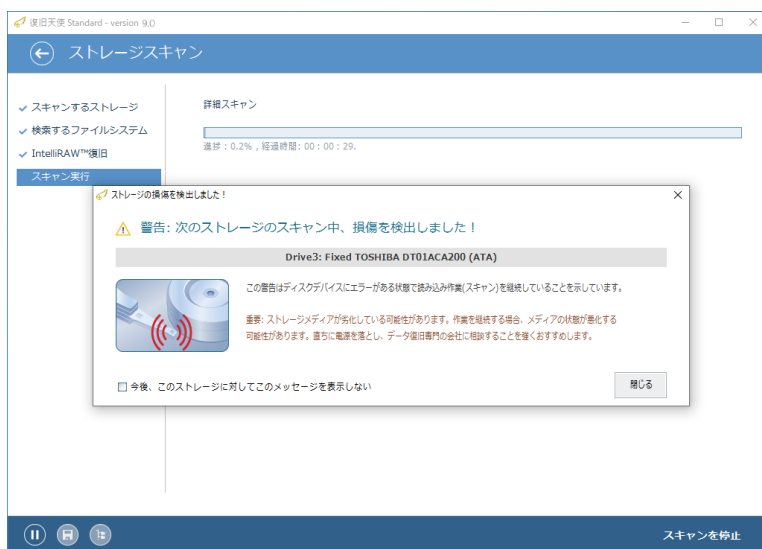 復旧天使 Standard - version 9.0
ストレージスキャン
スキャンするストレージ
検索するファイルシステム
IntelliRAW™復旧
スキャン実行
詳細スキャン
進捗：0.2% , 経過時間：00：00：29.
ストレージの損傷を検出しました！
警告: 次のストレージのスキャン中、損傷を検出しました！
Drive3: Fixed TOSHIBA DT01ACA200 (ATA)
この警告はディスクデバイスにエラーがある状態で読み込み作業(スキャン)を継続していることを示しています。
重要: ストレージメディアが劣化している可能性があります。作業を継続する場合、メディアの状態が悪化する
可能性があります。直ちに電源を落とし、データ復旧専門の会社に相談することを強くおすすめします。
今後、このストレージに対してこのメッセージを表示しない
閉じる
スキャンを停止